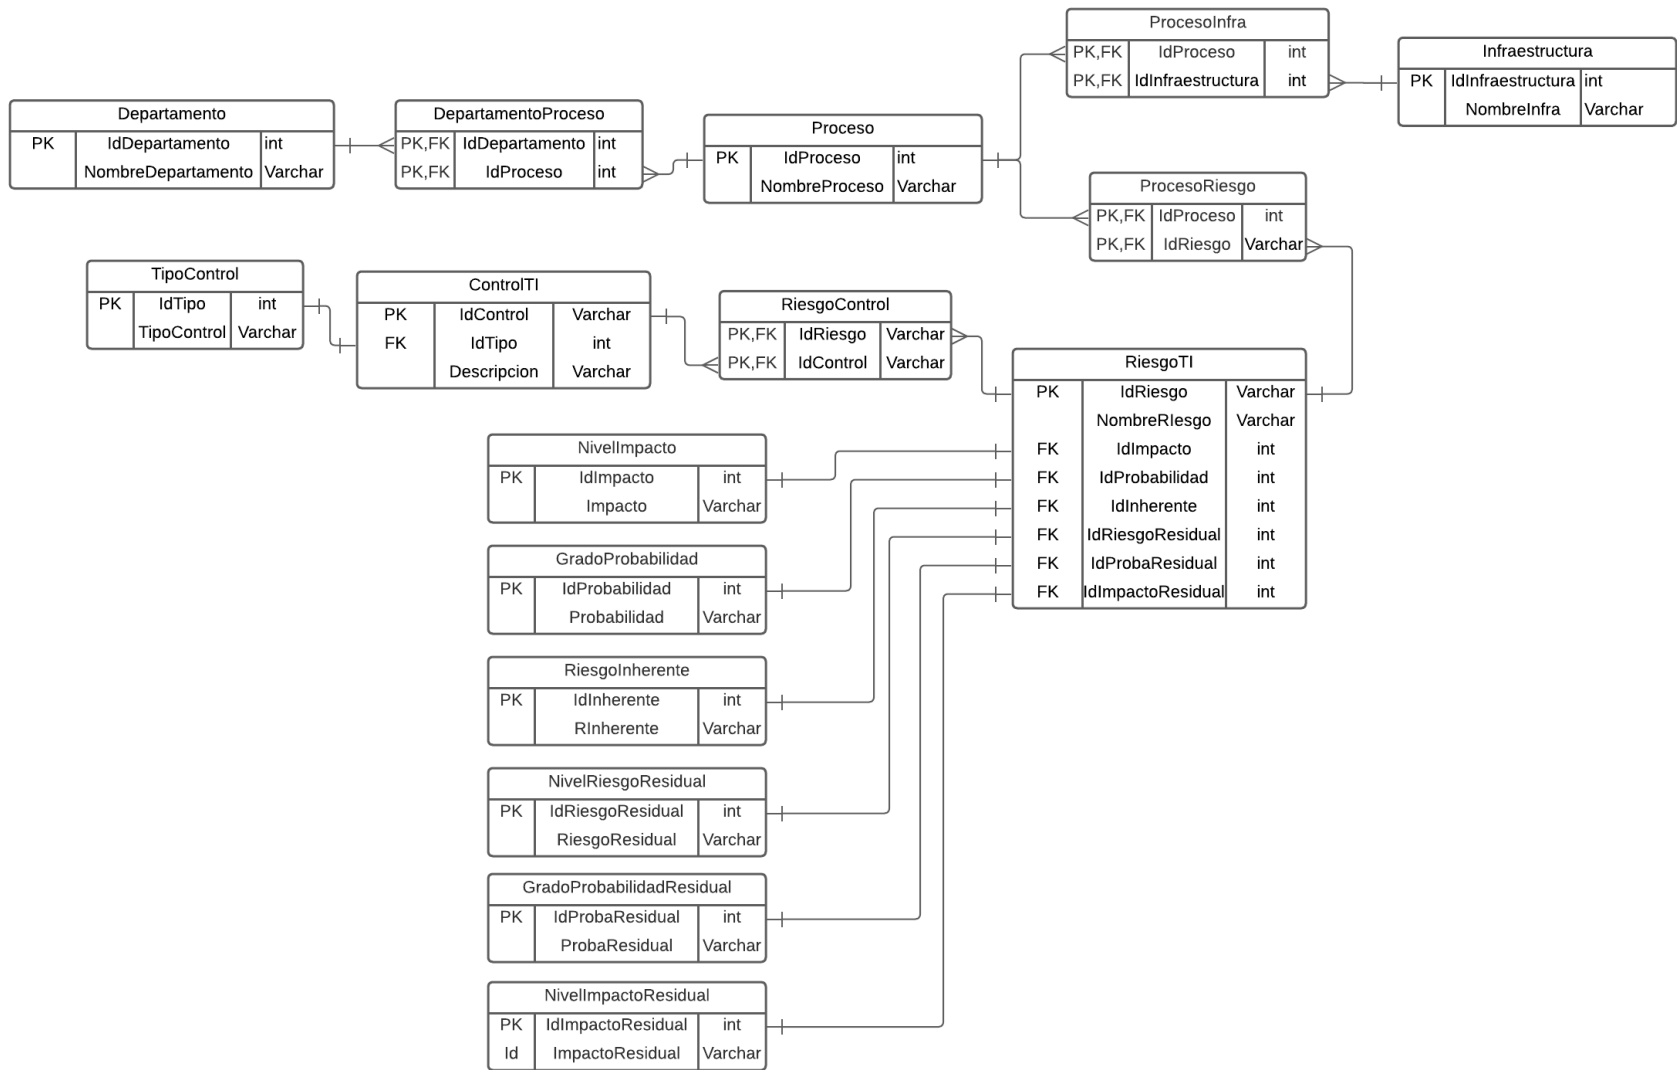 ProcesoInfra
PK,FK IdProceso int
PK,FK IdInfraestructura int
Infraestructura
PK IdInfraestructura int
NombreInfra Varchar
Departamento
PK IdDepartamento int
NombreDepartamento Varchar
DepartamentoProceso
PK,FK IdDepartamento int
PK,FK IdProceso int
Proceso
PK IdProceso int
NombreProceso Varchar
ProcesoRiesgo
PK,FK IdProceso int
PK,FK IdRiesgo Varchar
TipoControl
PK IdTipo int
TipoControl Varchar
ControlTI
PK IdControl Varchar
FK IdTipo int
Descripcion Varchar
RiesgoControl
PK,FK IdRiesgo Varchar
PK,FK IdControl Varchar
RiesgoTI
PK IdRiesgo Varchar
NombreRIesgo Varchar
FK IdImpacto int
FK IdProbabilidad int
FK IdInherente int
FK IdRiesgoResidual int
FK IdProbaResidual int
FK IdImpactoResidual int
NivelImpacto
PK IdImpacto int
Impacto Varchar
GradoProbabilidad
PK IdProbabilidad int
Probabilidad Varchar
RiesgoInherente
PK IdInherente int
RInherente Varchar
NivelRiesgoResidual
PK IdRiesgoResidual int
RiesgoResidual Varchar
GradoProbabilidadResidual
PK IdProbaResidual int
ProbaResidual Varchar
NivelImpactoResidual
PK IdImpactoResidual int
Id ImpactoResidual Varchar